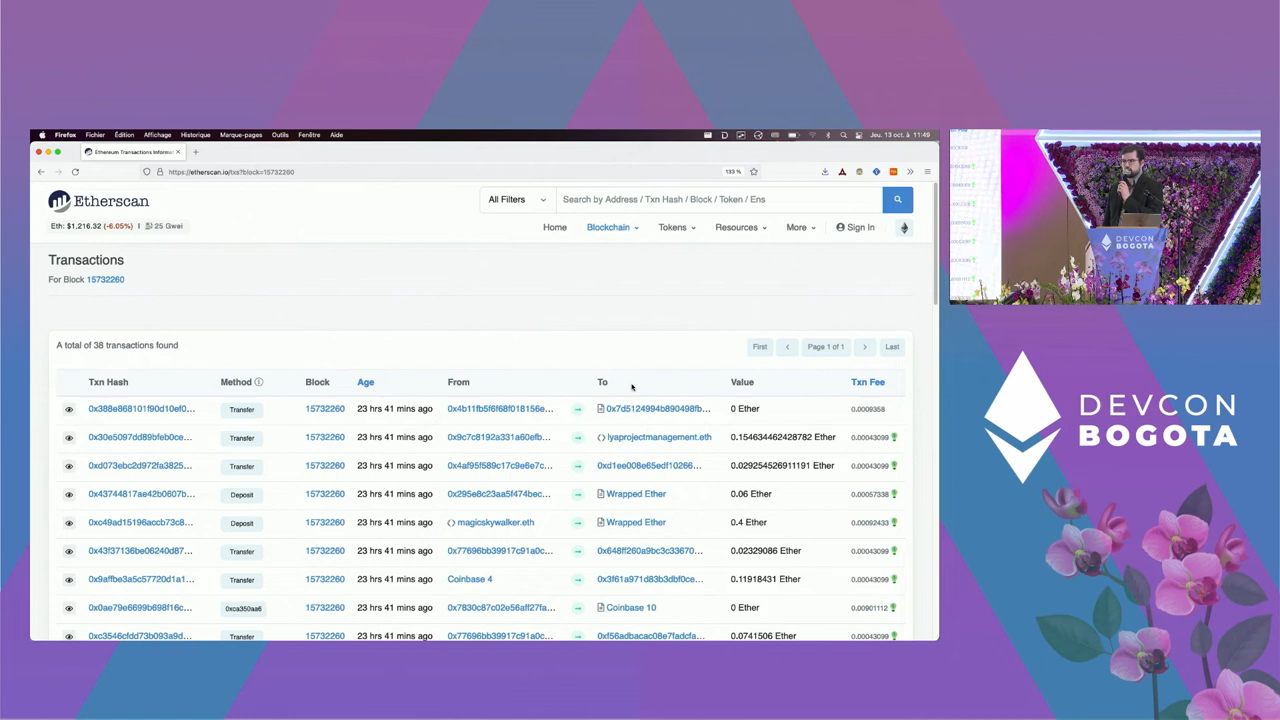 Firefox Fichier Édition Affichage Historique Marque-pages Outils Fenêtre Aide
Jeu. 13 oct. à 11:49
Ethereum Transactions Informa
https://etherscan.io/txs?block=15732260
133 %
Etherscan
All Filters
Search by Address / Txn Hash / Block / Token / Ens
Eth: $1,216.32 (-6.05%) | 25 Gwei
Home Blockchain Tokens Resources More Sign In
Transactions
For Block 15732260
A total of 38 transactions found
First < Page 1 of 1 > Last
Txn Hash Method Block Age From To Value Txn Fee
0x388e868101f90d10ef0... Transfer 15732260 23 hrs 41 mins ago 0x4b11fb5f6f68f018156e... 0x7d5124994b890498fb... 0 Ether 0.0009358
0x30e5097dd89bfeb0ce... Transfer 15732260 23 hrs 41 mins ago 0x9c7c8192a331a60efb... lyaprojectmanagement.eth 0.154634462428782 Ether 0.00043099
0xd073ebc2d972fa3825... Transfer 15732260 23 hrs 41 mins ago 0x4af95f589c17c9e6e7c... 0xd1ee008e65edf10266... 0.029254526911191 Ether 0.00043099
0x43744817ae42b0607b... Deposit 15732260 23 hrs 41 mins ago 0x295e8c23aa5f474bec... Wrapped Ether 0.06 Ether 0.00057338
0xc49ad15196accb73c8... Deposit 15732260 23 hrs 41 mins ago magicskywalker.eth Wrapped Ether 0.4 Ether 0.00092433
0x43f37136be06240d87... Transfer 15732260 23 hrs 41 mins ago 0x77696bb39917c91a0c... 0x648ff260a9bc3c33670... 0.02329086 Ether 0.00043099
0x9affbe3a5c57720d1a1... Transfer 15732260 23 hrs 41 mins ago Coinbase 4 0x3f61a971d83b3dbf0ce... 0.11918431 Ether 0.00043099
0x0ae79e6699b698f16c... 0xca350aa6 15732260 23 hrs 41 mins ago 0x7830c87c02e56aff27fa... Coinbase 10 0 Ether 0.00901112
0xc3546fcfdd73b093a9d... Transfer 15732260 23 hrs 41 mins ago 0x77696bb39917c91a0c... 0xf56adbacac08e7fadcfa... 0.0741506 Ether 0.00043099
DEVCON
BOGOTA
DEVCON
BOGOTA